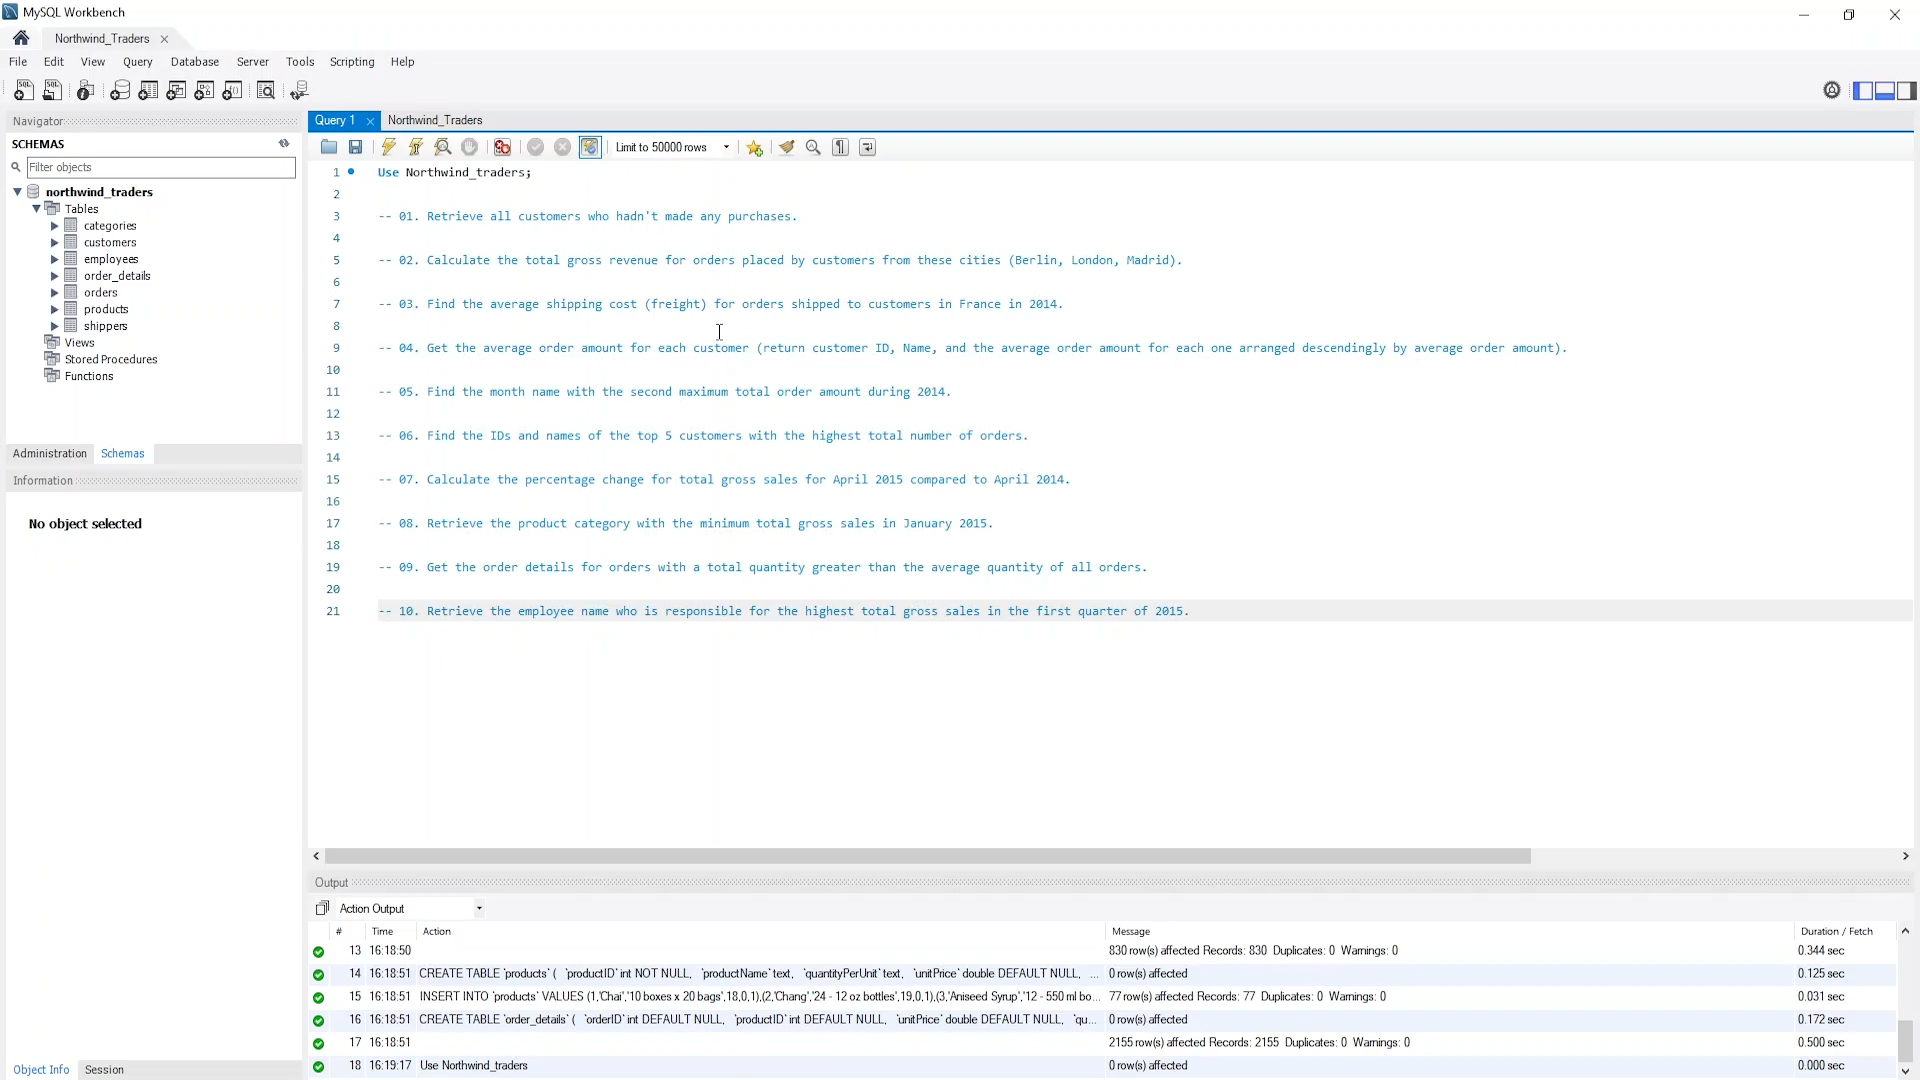 MySQL Workbench
Northwind_Traders
File Edit View Query Database Server Tools Scripting Help
Navigator
SCHEMAS
Filter objects
northwind_traders
Tables
categories
customers
employees
order_details
orders
products
shippers
Views
Stored Procedures
Functions
Administration Schemas
Information
No object selected
Object Info Session
Query 1 Northwind_Traders
Limit to 50000 rows
1 Use Northwind_traders;
2
3 -- 01. Retrieve all customers who hadn't made any purchases.
4
5 -- 02. Calculate the total gross revenue for orders placed by customers from these cities (Berlin, London, Madrid).
6
7 -- 03. Find the average shipping cost (freight) for orders shipped to customers in France in 2014.
8
9 -- 04. Get the average order amount for each customer (return customer ID, Name, and the average order amount for each one arranged descendingly by average order amount).
10
11 -- 05. Find the month name with the second maximum total order amount during 2014.
12
13 -- 06. Find the IDs and names of the top 5 customers with the highest total number of orders.
14
15 -- 07. Calculate the percentage change for total gross sales for April 2015 compared to April 2014.
16
17 -- 08. Retrieve the product category with the minimum total gross sales in January 2015.
18
19 -- 09. Get the order details for orders with a total quantity greater than the average quantity of all orders.
20
21 -- 10. Retrieve the employee name who is responsible for the highest total gross sales in the first quarter of 2015.
Output
Action Output
# Time Action Message Duration / Fetch
13 16:18:50 830 row(s) affected Records: 830 Duplicates: 0 Warnings: 0 0.344 sec
14 16:18:51 CREATE TABLE `products` ( `productID` int NOT NULL, `productName` text, `quantityPerUnit` text, `unitPrice` double DEFAULT NULL, ... 0 row(s) affected 0.125 sec
15 16:18:51 INSERT INTO `products` VALUES (1,'Chai','10 boxes x 20 bags',18,0,1),(2,'Chang','24 - 12 oz bottles',19,0,1),(3,'Aniseed Syrup','12 - 550 ml bo... 77 row(s) affected Records: 77 Duplicates: 0 Warnings: 0 0.031 sec
16 16:18:51 CREATE TABLE `order_details` ( `orderID` int DEFAULT NULL, `productID` int DEFAULT NULL, `unitPrice` double DEFAULT NULL, `qu... 0 row(s) affected 0.172 sec
17 16:18:51 2155 row(s) affected Records: 2155 Duplicates: 0 Warnings: 0 0.500 sec
18 16:19:17 Use Northwind_traders 0 row(s) affected 0.000 sec